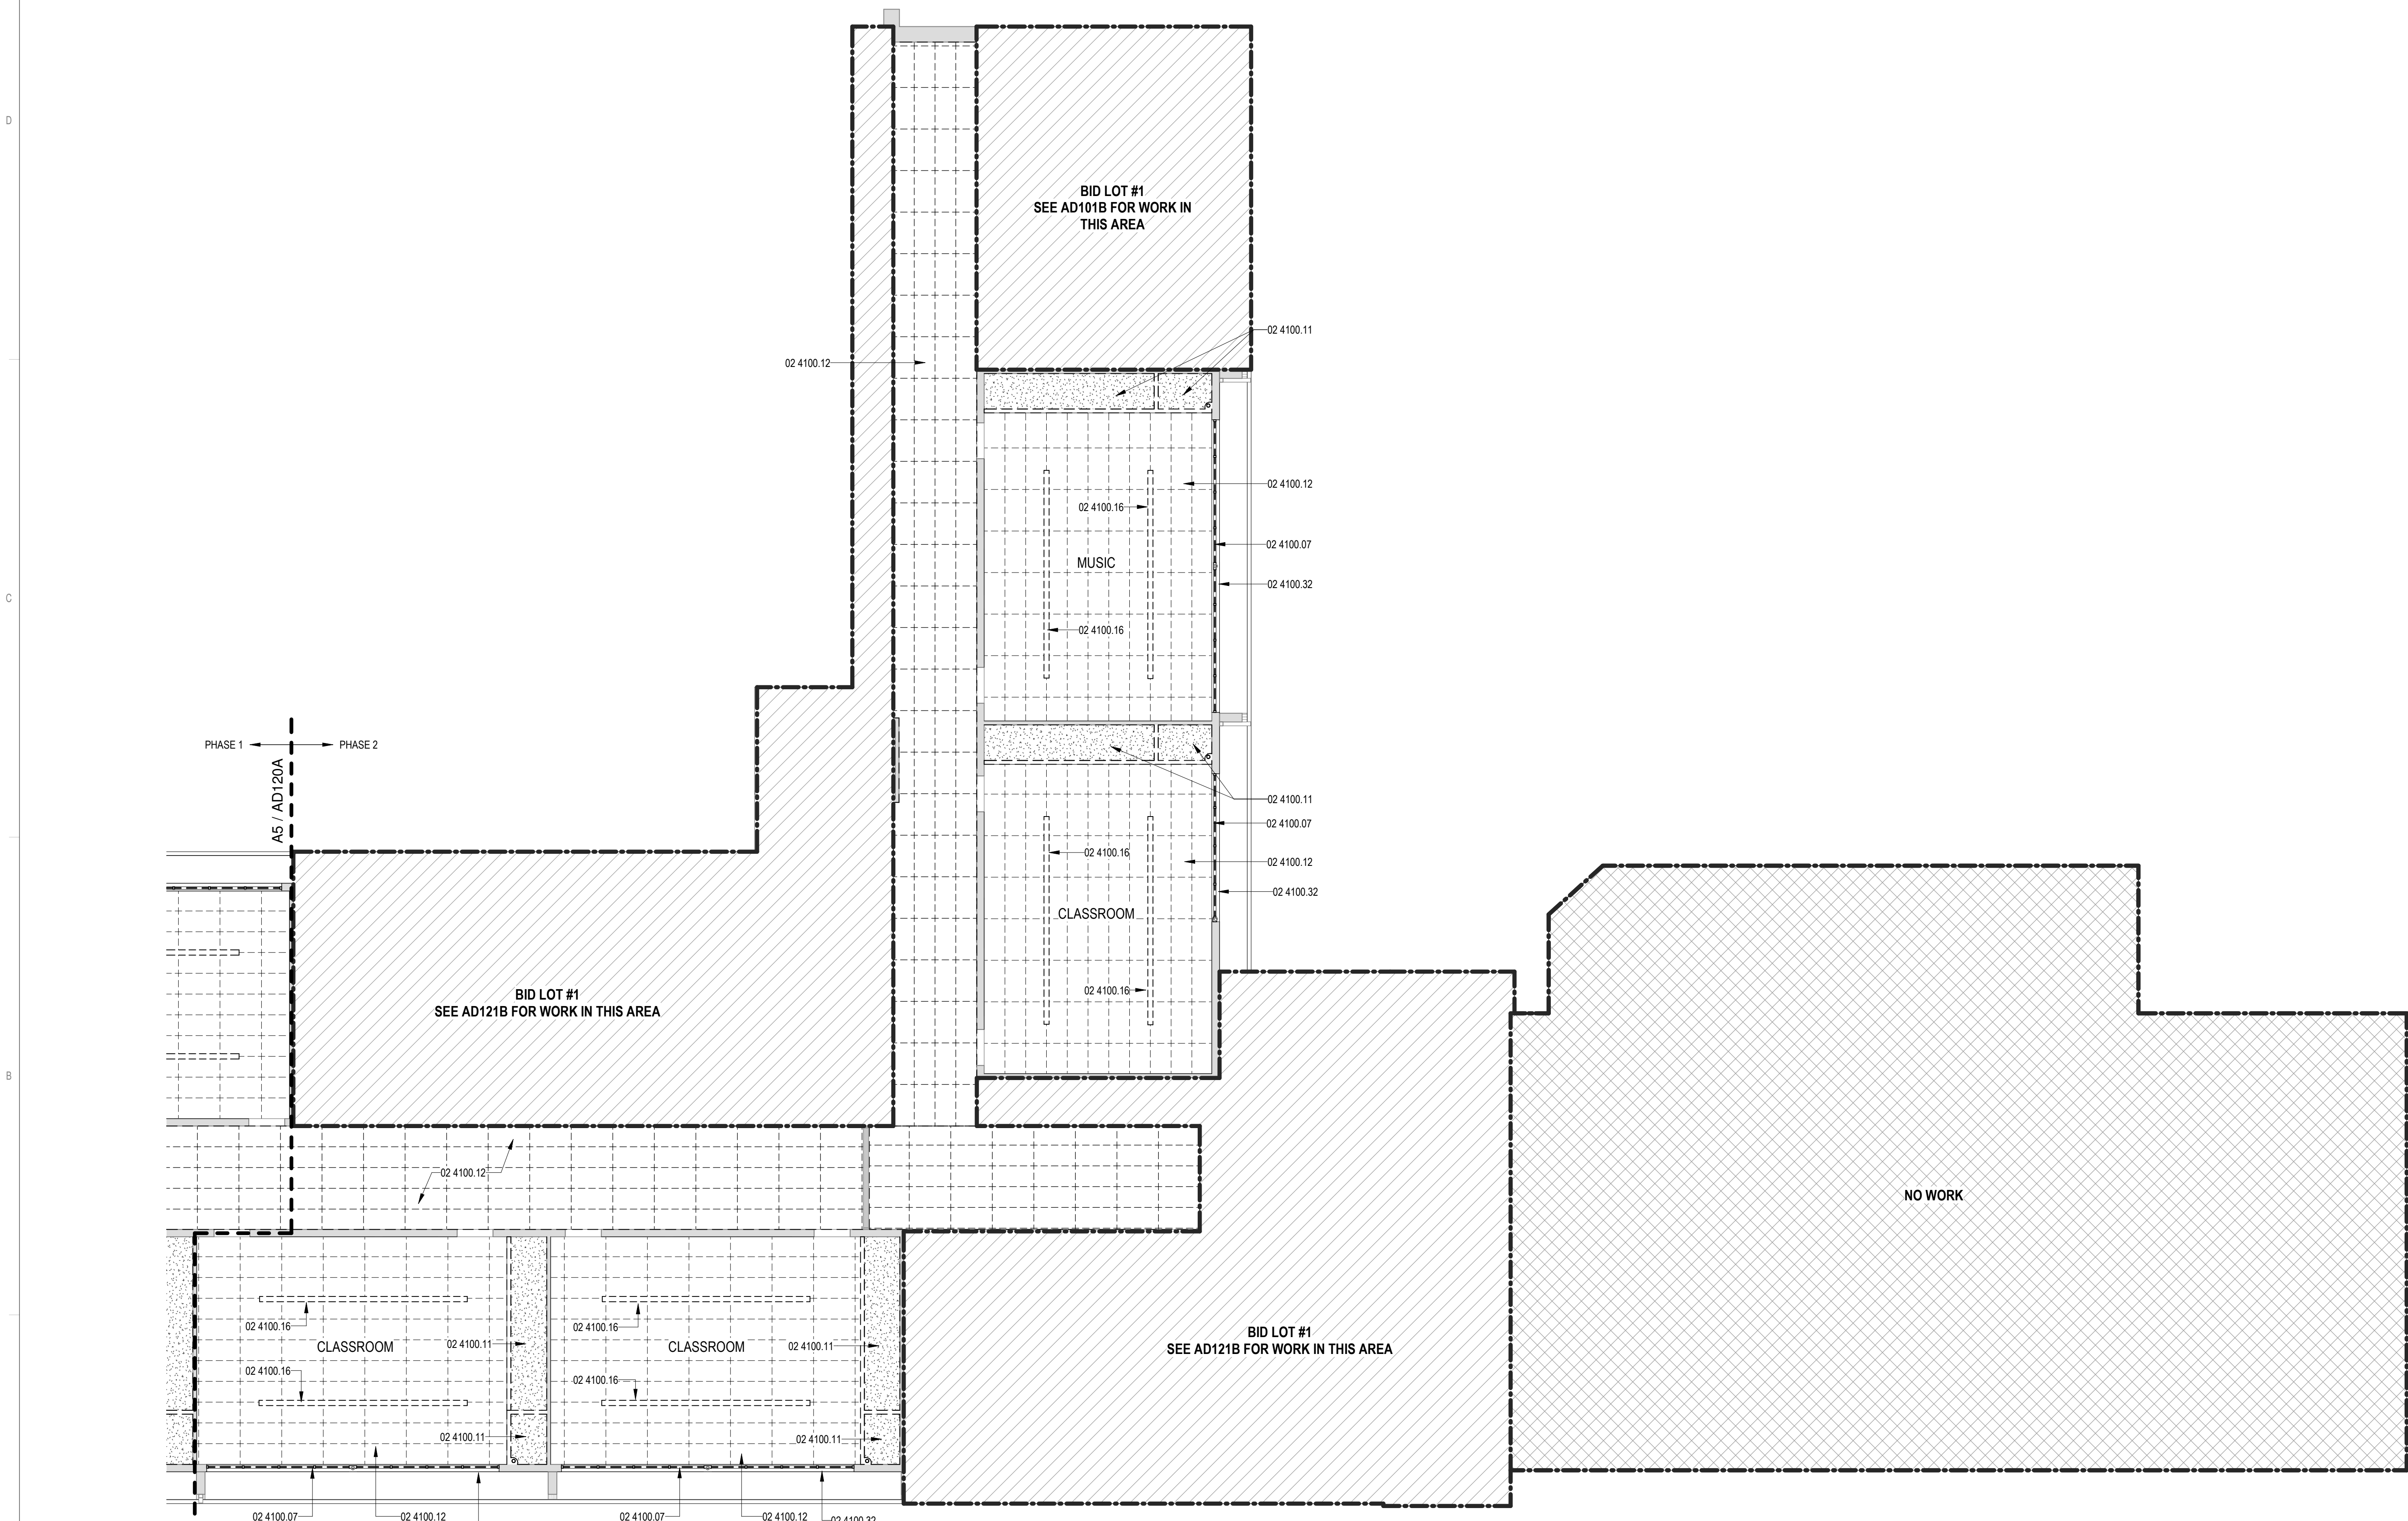 D
BID LOT #1
SEE AD101B FOR WORK IN
THIS AREA
02 4100.11
02 4100.12
02 4100.12
02 4100.16
02 4100.07
MUSIC
C
02 4100.32
02 4100.16
PHASE 1
PHASE 2
A5 / AD120A
02 4100.11
02 4100.07
02 4100.16
02 4100.12
02 4100.32
CLASSROOM
02 4100.16
BID LOT #1
SEE AD121B FOR WORK IN THIS AREA
B
02 4100.12
NO WORK
02 4100.16
02 4100.16
BID LOT #1
SEE AD121B FOR WORK IN THIS AREA
CLASSROOM
02 4100.11
CLASSROOM
02 4100.11
02 4100.16
02 4100.16
02 4100.11
02 4100.11
02 4100.07
02 4100.12
02 4100.07
02 4100.12
02 4100.32